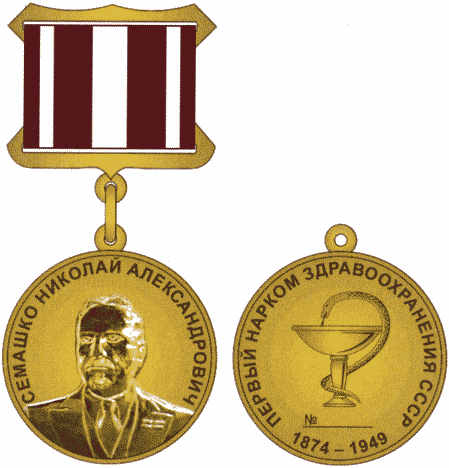 СЕМАШКО НИКОЛАЙ АЛЕКСАНДРОВИЧ
ПЕРВЫЙ НАРКОМ ЗДРАВООХРАНЕНИЯ СССР
№
1874 – 1949